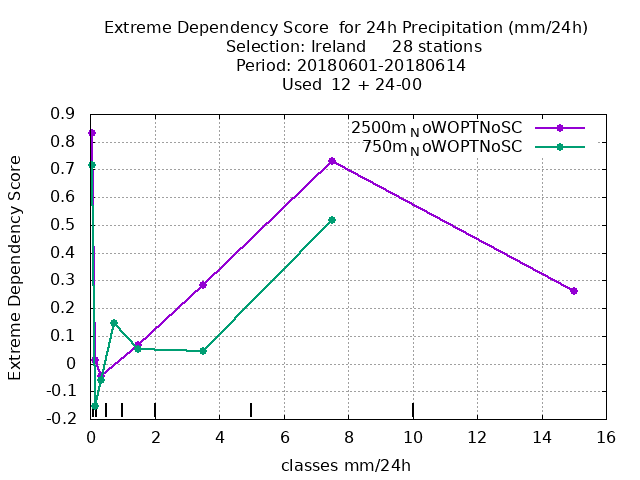 Extreme Dependency Score for 24h Precipitation (mm/24h)
Selection: Ireland 28 stations
Period: 20180601-20180614
Used 12 + 24-00
2500m NoWOPTNoSC
750m NoWOPTNoSC
Extreme Dependency Score
0.9
0.8
0.7
0.6
0.5
0.4
0.3
0.2
0.1
0
-0.1
-0.2
0 2 4 6 8 10 12 14 16
classes mm/24h